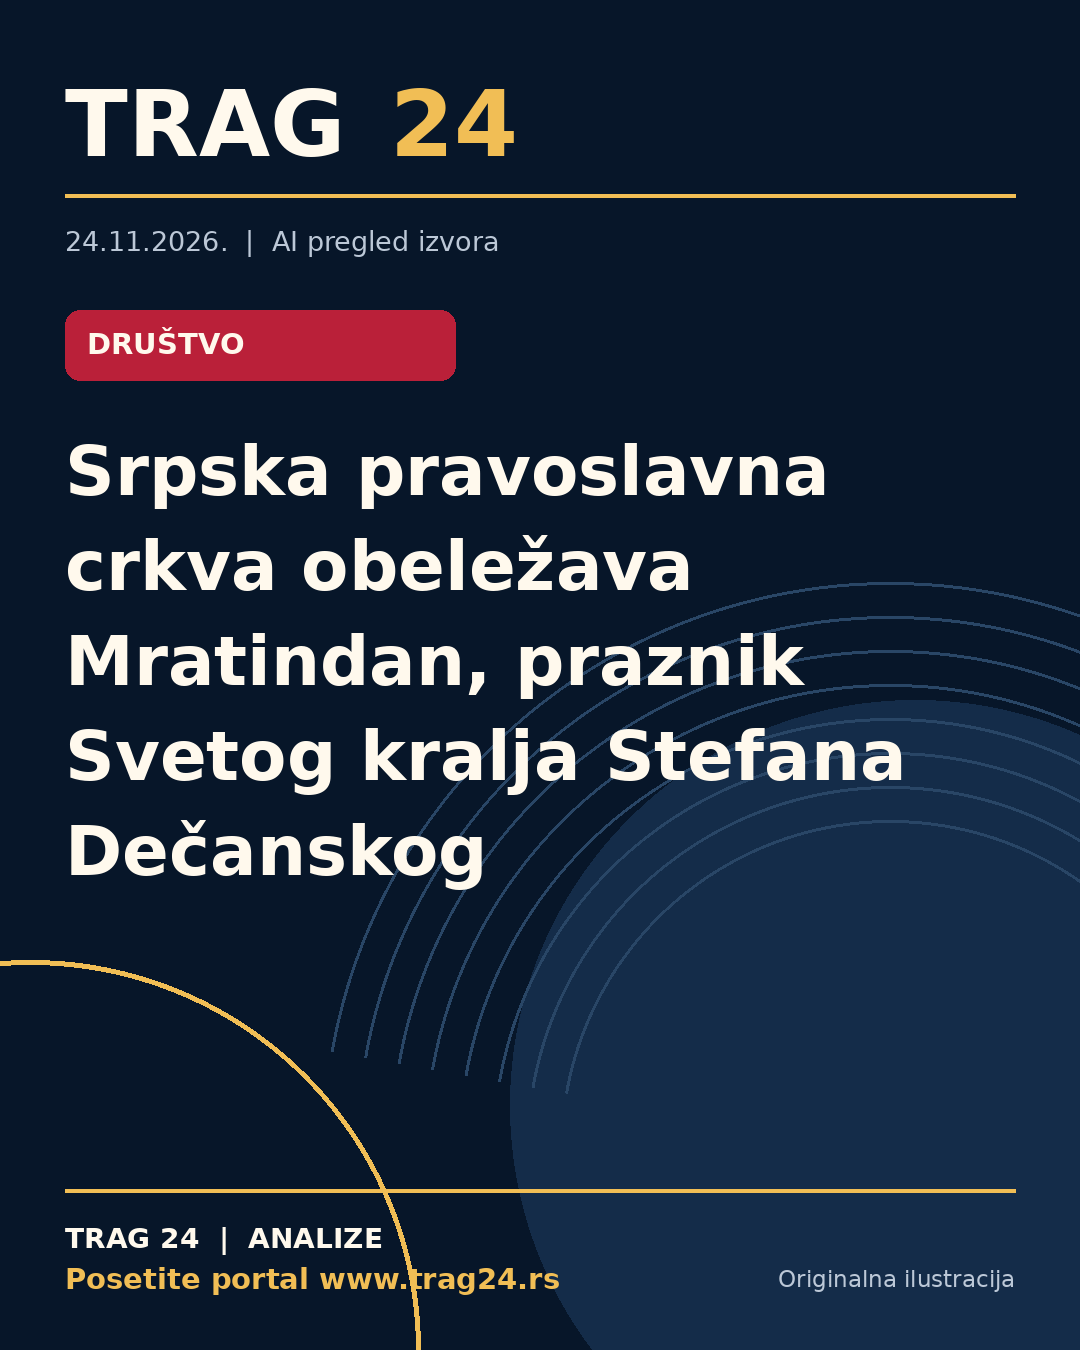 TRAG 24
24.11.2026. | AI pregled izvora
DRUŠTVO
Srpska pravoslavna
crkva obeležava
Mratindan, praznik
Svetog kralja Stefana
Dečanskog
TRAG 24 | ANALIZE
Posetite portal www.trag24.rs
Originalna ilustracija